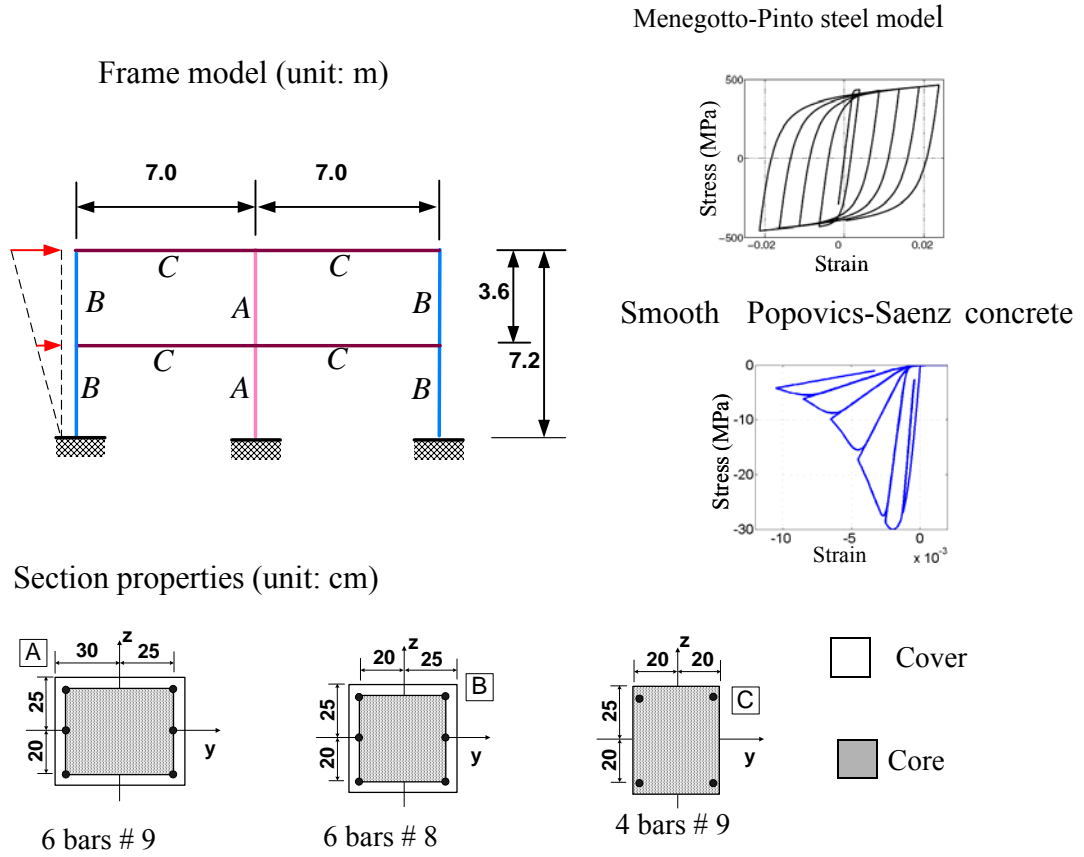 Menegotto-Pinto steel model
Frame model (unit: m)
500
0
-500
-0.02 0 0.02
Stress (MPa)
Strain
7.0 7.0
C C
B A B
3.6
7.2
C C
B A B
Smooth Popovics-Saenz concrete
0
-10
-20
-30
-10 -5 0
x 10⁻³
Stress (MPa)
Strain
Section properties (unit: cm)
A
30 25
z
25
20
y
6 bars # 9
B
20 25
z
25
20
y
6 bars # 8
C
20 20
z
25
20
y
4 bars # 9
Cover
Core